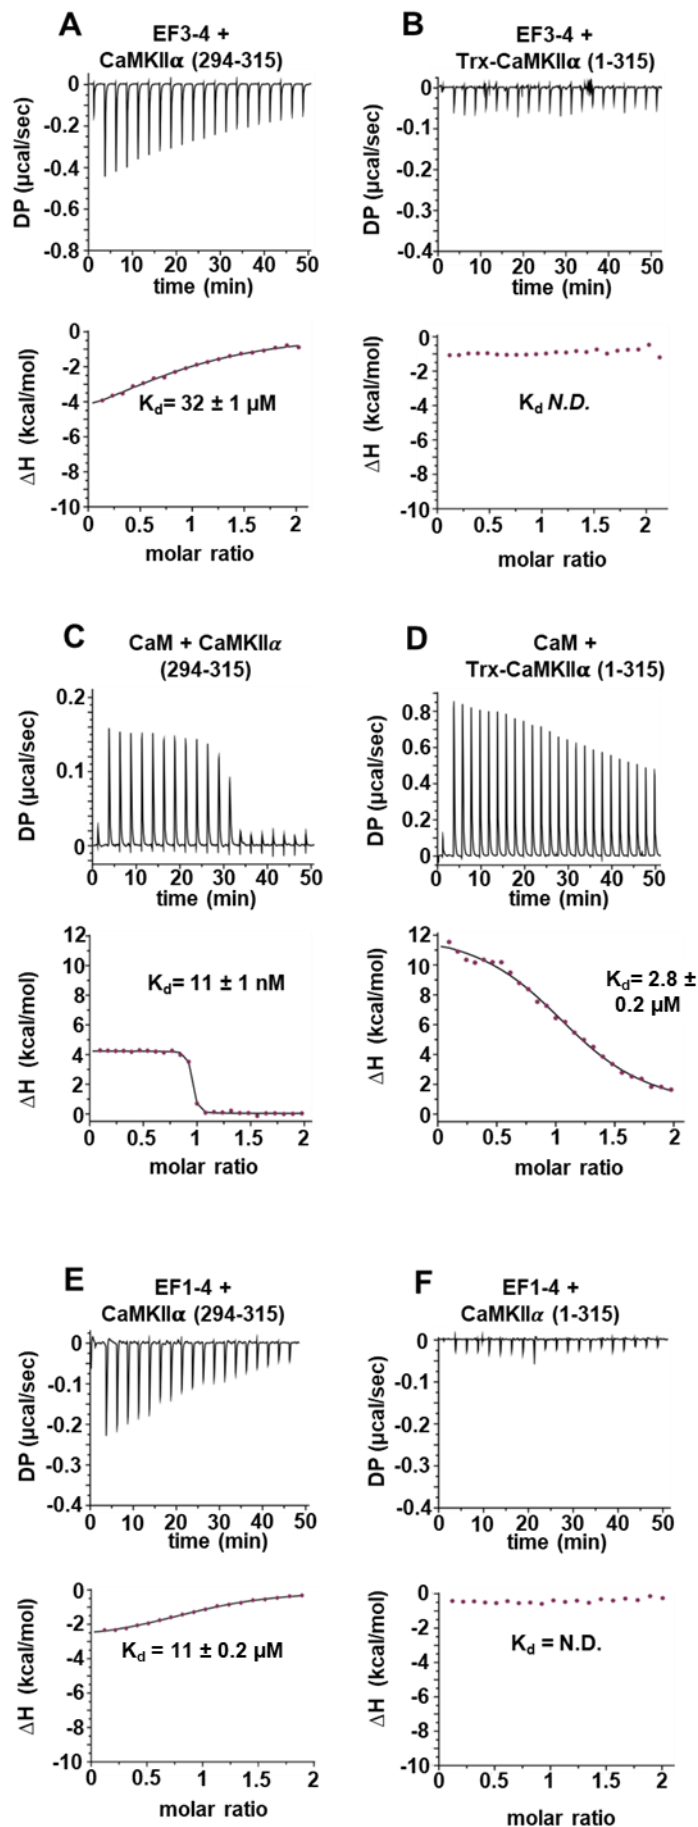 A
EF3-4 +
CaMKIIα (294-315)
DP (µcal/sec)
0
-0.2
-0.4
-0.6
-0.8
0 10 20 30 40 50
time (min)
ΔH (kcal/mol)
0
-2
-4
-6
-8
-10
Kd= 32 ± 1 µM
0 0.5 1 1.5 2
molar ratio
B
EF3-4 +
Trx-CaMKIIα (1-315)
DP (µcal/sec)
0
-0.1
-0.2
-0.3
-0.4
0 10 20 30 40 50
time (min)
ΔH (kcal/mol)
0
-2
-4
-6
-8
-10
Kd N.D.
0 0.5 1 1.5 2
molar ratio
C
CaM + CaMKIIα
(294-315)
DP (µcal/sec)
0.2
0.1
0
0 10 20 30 40 50
time (min)
ΔH (kcal/mol)
12
10
8
6
4
2
0
Kd= 11 ± 1 nM
0 0.5 1.0 1.5 2
molar ratio
D
CaM +
Trx-CaMKIIα (1-315)
DP (µcal/sec)
0.8
0.6
0.4
0.2
0
0 10 20 30 40 50
time (min)
ΔH (kcal/mol)
12
10
8
6
4
2
0
Kd= 2.8 ±
0.2 µM
0 0.5 1 1.5 2
molar ratio
E
EF1-4 +
CaMKIIα (294-315)
DP (µcal/sec)
0
-0.1
-0.2
-0.3
-0.4
0 10 20 30 40 50
time (min)
ΔH (kcal/mol)
0
-2
-4
-6
-8
-10
Kd = 11 ± 0.2 µM
0 0.5 1 1.5 2
molar ratio
F
EF1-4 +
CaMKIIα (1-315)
DP (µcal/sec)
0
-0.1
-0.2
-0.3
-0.4
0 10 20 30 40 50
time (min)
ΔH (kcal/mol)
0
-2
-4
-6
-8
-10
Kd = N.D.
0 0.5 1.0 1.5 2
molar ratio